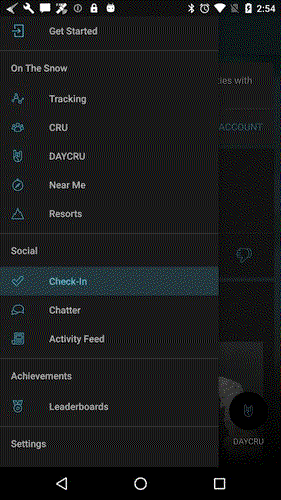 2:54
Get Started
On The Snow
ties with
Tracking
CRU
ACCOUNT
DAYCRU
Near Me
Resorts
Social
Check-In
Chatter
Activity Feed
Achievements
Leaderboards
DAYCRU
Settings